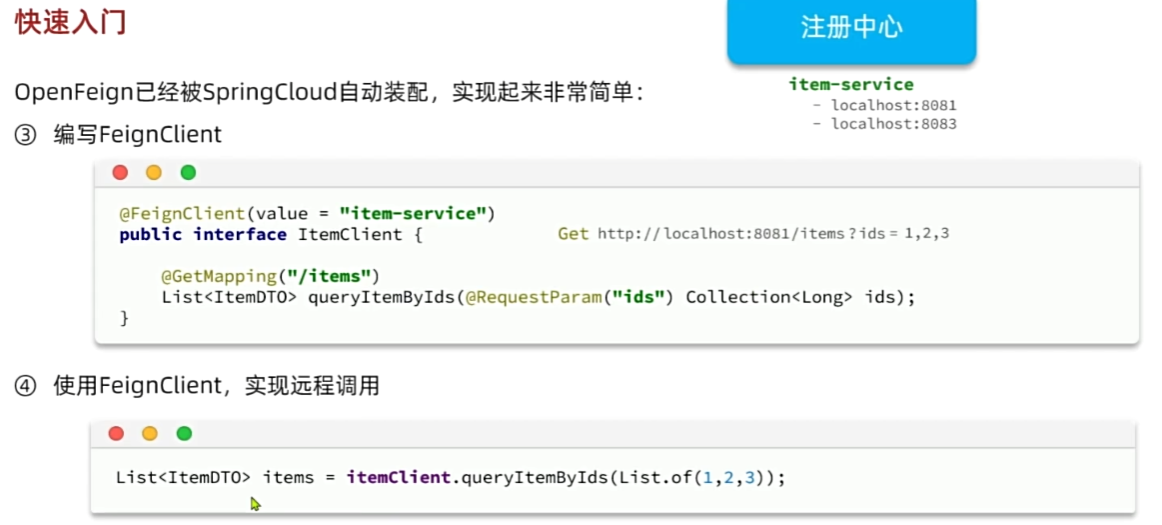 快速入门
注册中心
item-service
- localhost:8081
- localhost:8083
OpenFeign已经被SpringCloud自动装配，实现起来非常简单：
③ 编写FeignClient
@FeignClient(value = "item-service")
public interface ItemClient {
Get http://localhost:8081/items?ids=1,2,3
@GetMapping("/items")
List<ItemDTO> queryItemByIds(@RequestParam("ids") Collection<Long> ids);
}
④ 使用FeignClient，实现远程调用
List<ItemDTO> items = itemClient.queryItemByIds(List.of(1,2,3));